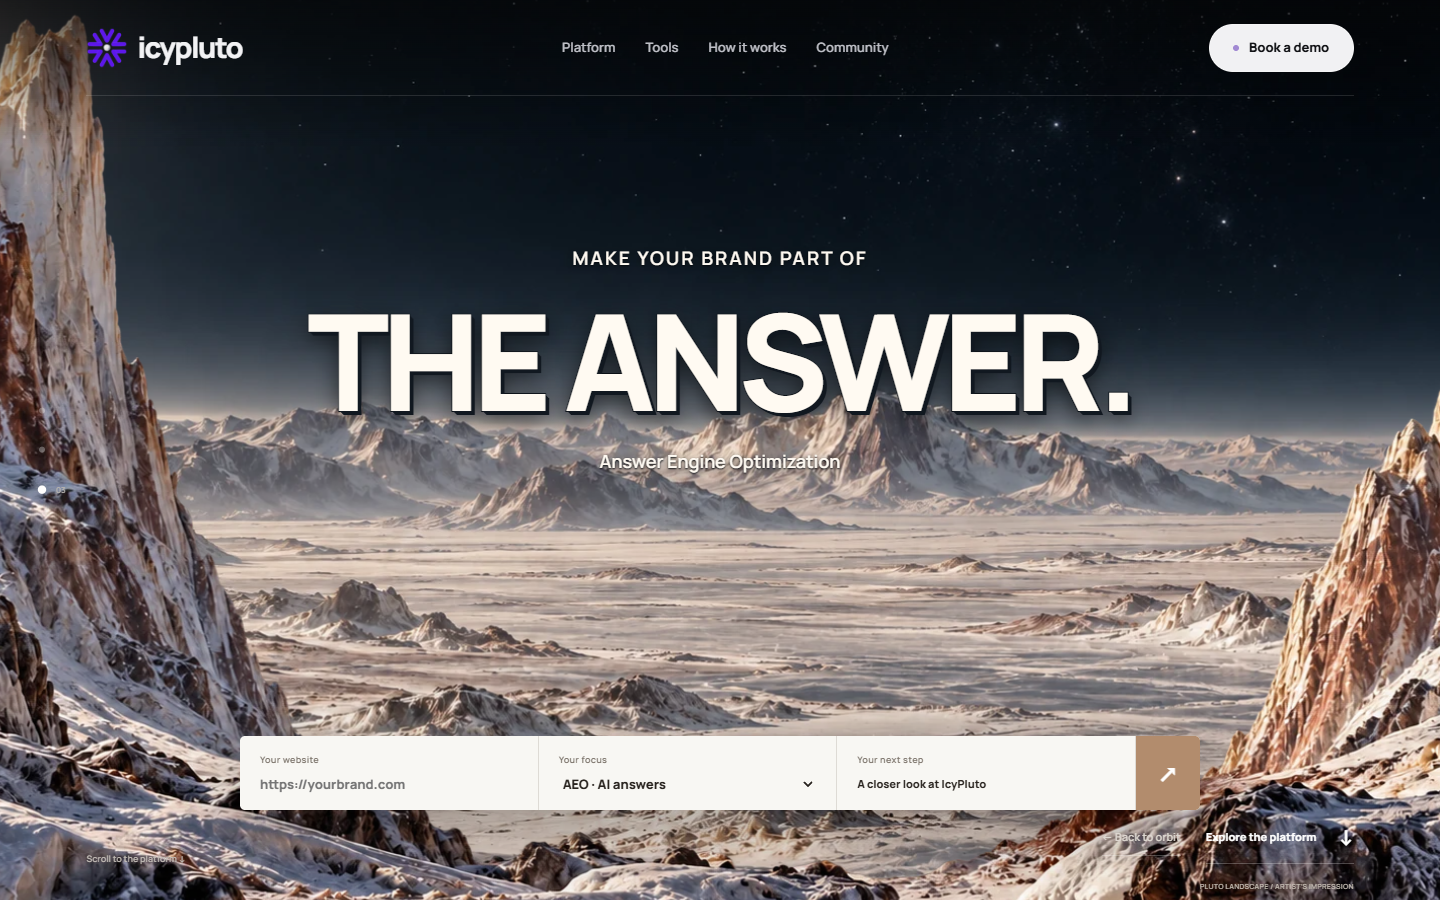 icypluto
Platform
Tools
How it works
Community
Book a demo
MAKE YOUR BRAND PART OF
THE ANSWER.
Answer Engine Optimization
Your website
https://yourbrand.com
Your focus
AEO · AI answers
Your next step
A closer look at IcyPluto
← Back to orbit
Explore the platform ↓
Scroll to the platform ↓
PLUTO LANDSCAPE / ARTIST'S IMPRESSION